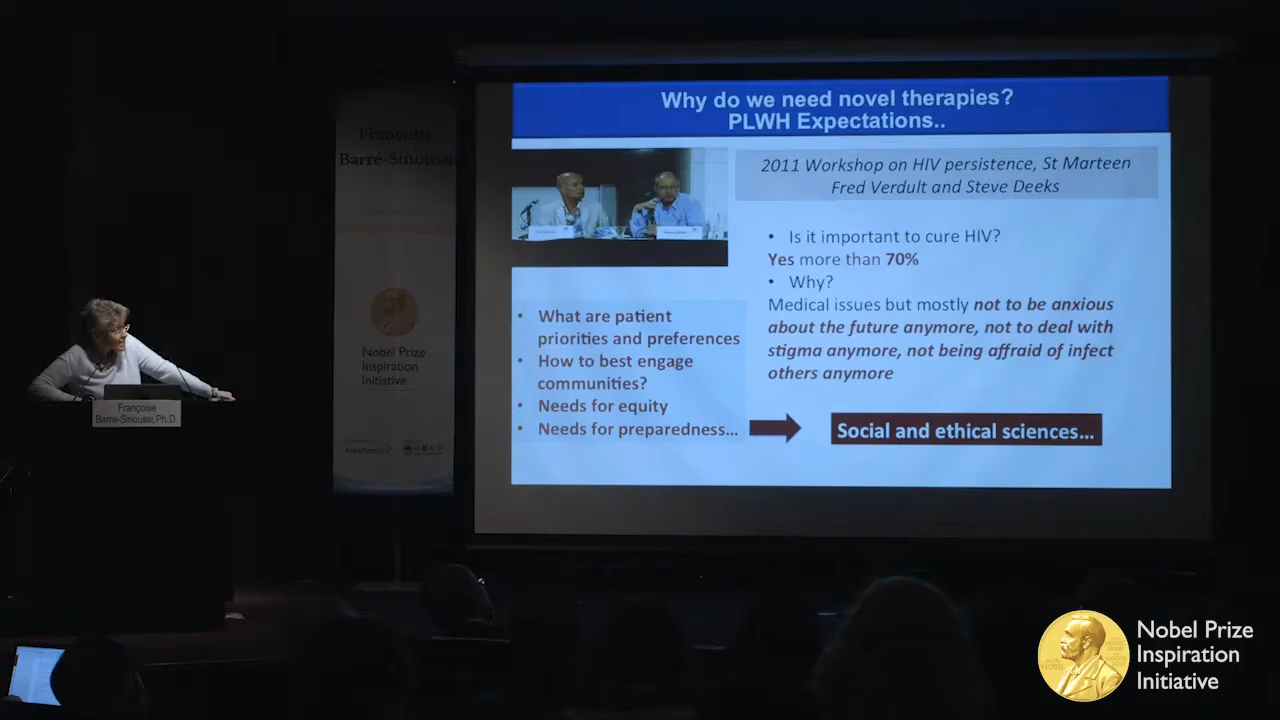 Why do we need novel therapies?
PLWH Expectations..
2011 Workshop on HIV persistence, St Marteen
Fred Verdult and Steve Deeks
• Is it important to cure HIV?
Yes more than 70%
• Why?
Medical issues but mostly not to be anxious
about the future anymore, not to deal with
stigma anymore, not being affraid of infect
others anymore
• What are patient
priorities and preferences
• How to best engage
communities?
• Needs for equity
• Needs for preparedness...
Social and ethical sciences...
Françoise
Barré-Sinoussi
Nobel Prize
Inspiration
Initiative
AstraZeneca
Françoise
Barré-Sinoussi, Ph.D.
Nobel Prize
Inspiration
Initiative